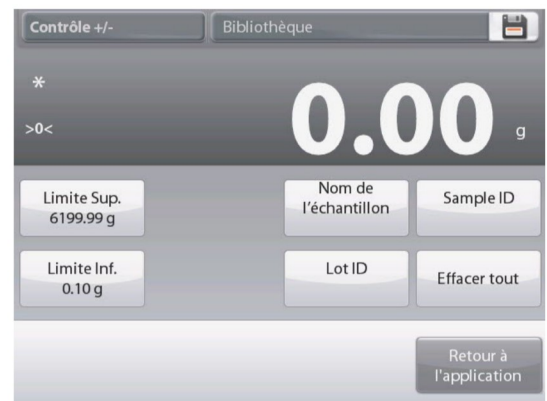 Contrôle +/-
Bibliothèque
*
>0<
0.00 g
Limite Sup.
6199.99 g
Nom de
l'échantillon
Sample ID
Limite Inf.
0.10 g
Lot ID
Effacer tout
Retour à
l'application